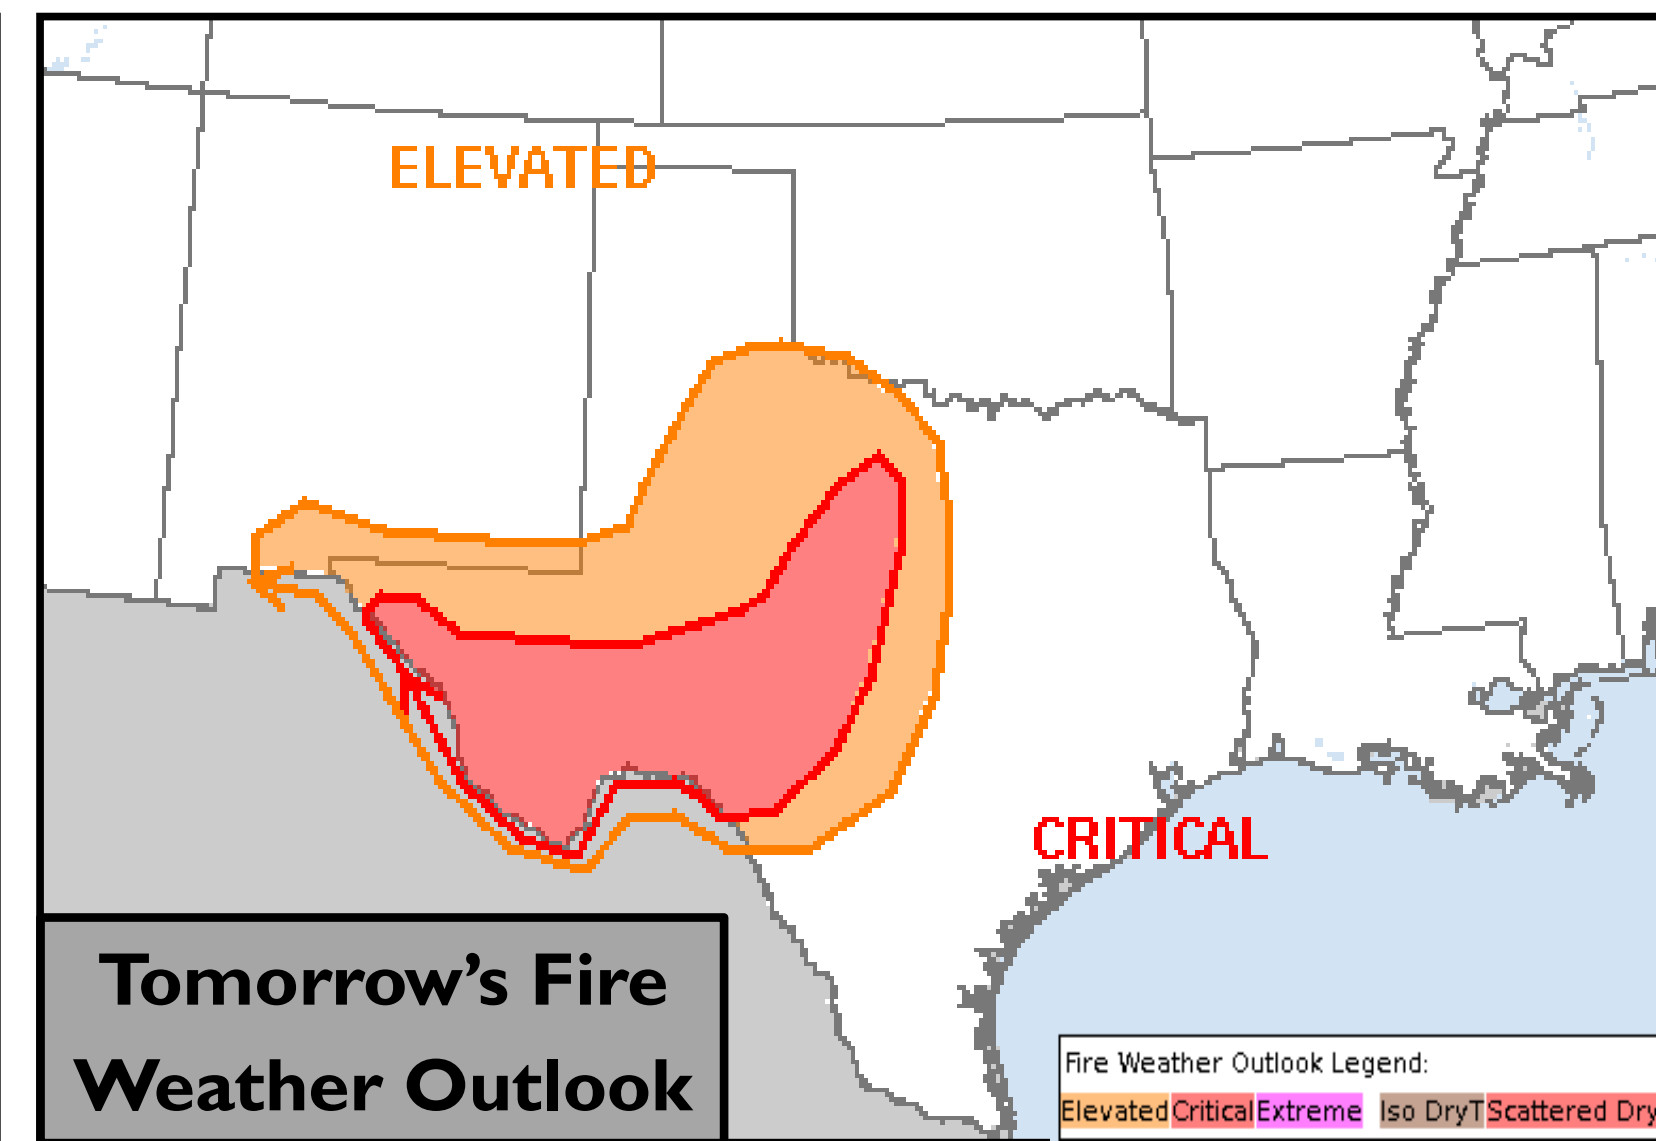 ELEVATED
CRITICAL
Tomorrow's Fire
Weather Outlook
Fire Weather Outlook Legend:
Elevated Critical Extreme Iso DryT Scattered Dry